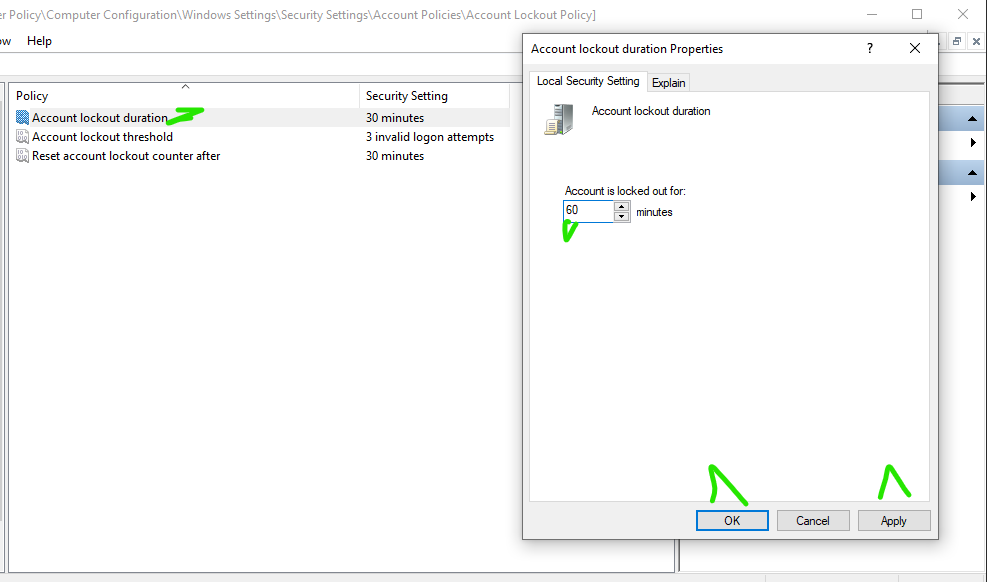 er Policy\Computer Configuration\Windows Settings\Security Settings\Account Policies\Account Lockout Policy]
ow Help
Policy Security Setting
Account lockout duration 30 minutes
Account lockout threshold 3 invalid logon attempts
Reset account lockout counter after 30 minutes
Account lockout duration Properties ?
Local Security Setting Explain
Account lockout duration
Account is locked out for:
60 minutes
OK Cancel Apply